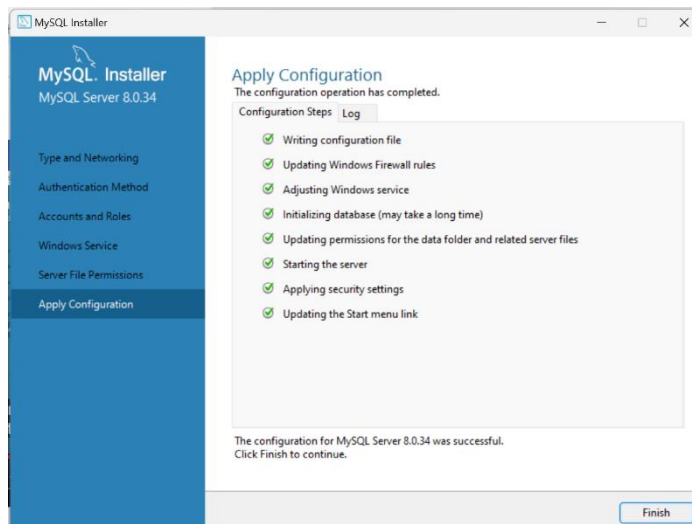 MySQL Installer
MySQL. Installer
MySQL Server 8.0.34
Type and Networking
Authentication Method
Accounts and Roles
Windows Service
Server File Permissions
Apply Configuration
Apply Configuration
The configuration operation has completed.
Configuration Steps Log
Writing configuration file
Updating Windows Firewall rules
Adjusting Windows service
Initializing database (may take a long time)
Updating permissions for the data folder and related server files
Starting the server
Applying security settings
Updating the Start menu link
The configuration for MySQL Server 8.0.34 was successful.
Click Finish to continue.
Finish